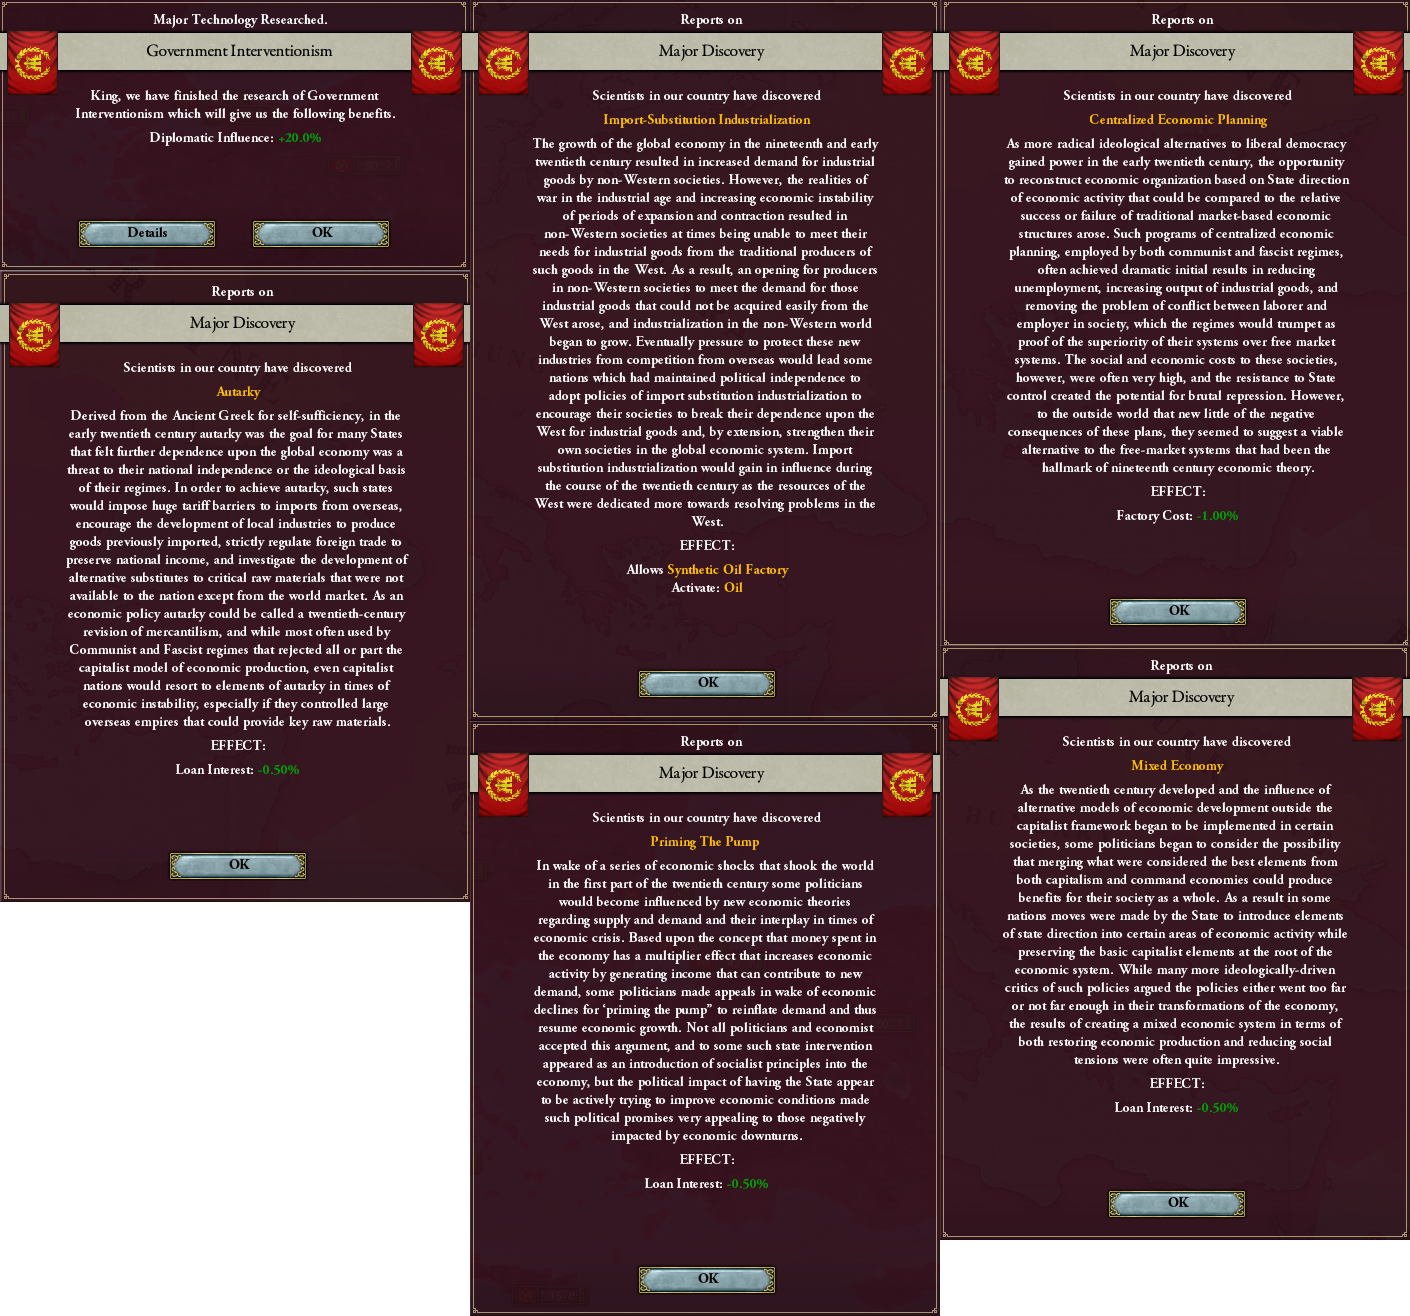 Major Technology Researched.
Government Interventionism
King, we have finished the research of Government
Interventionism which will give us the following benefits.
Diplomatic Influence: +20.0%
Details
OK
Reports on
Major Discovery
Scientists in our country have discovered
Autarky
Derived from the Ancient Greek for self-sufficiency, in the
early twentieth century autarky was the goal for many States
that felt further dependence upon the global economy was a
threat to their national independence or the ideological basis
of their regimes. In order to achieve autarky, such states
would impose huge tariff barriers to imports from overseas,
encourage the development of local industries to produce
goods previously imported, strictly regulate foreign trade to
preserve national income, and investigate the development of
alternative substitutes to critical raw materials that were not
available to the nation except from the world market. As an
economic policy autarky could be called a twentieth-century
revision of mercantilism, and while most often used by
Communist and Fascist regimes that rejected all or part the
capitalist model of economic production, even capitalist
nations would resort to elements of autarky in times of
economic instability, especially if they controlled large
overseas empires that could provide key raw materials.
EFFECT:
Loan Interest: -0.50%
OK
Reports on
Major Discovery
Scientists in our country have discovered
Import-Substitution Industrialization
The growth of the global economy in the nineteenth and early
twentieth century resulted in increased demand for industrial
goods by non-Western societies. However, the realities of
war in the industrial age and increasing economic instability
of periods of expansion and contraction resulted in
non-Western societies at times being unable to meet their
needs for industrial goods from the traditional producers of
such goods in the West. As a result, an opening for producers
in non-Western societies to meet the demand for those
industrial goods that could not be acquired easily from the
West arose, and industrialization in the non-Western world
began to grow. Eventually pressure to protect these new
industries from competition from overseas would lead some
nations which had maintained political independence to
adopt policies of import substitution industrialization to
encourage their societies to break their dependence upon the
West for industrial goods and, by extension, strengthen their
own societies in the global economic system. Import
substitution industrialization would gain in influence during
the course of the twentieth century as the resources of the
West were dedicated more towards resolving problems in the
West.
EFFECT:
Allows Synthetic Oil Factory
Activate: Oil
OK
Reports on
Major Discovery
Scientists in our country have discovered
Priming The Pump
In wake of a series of economic shocks that shook the world
in the first part of the twentieth century some politicians
would become influenced by new economic theories
regarding supply and demand and their interplay in times of
economic crisis. Based upon the concept that money spent in
the economy has a multiplier effect that increases economic
activity by generating income that can contribute to new
demand, some politicians made appeals in wake of economic
declines for ‘priming the pump” to reinflate demand and thus
resume economic growth. Not all politicians and economist
accepted this argument, and to some such state intervention
appeared as an introduction of socialist principles into the
economy, but the political impact of having the State appear
to be actively trying to improve economic conditions made
such political promises very appealing to those negatively
impacted by economic downturns.
EFFECT:
Loan Interest: -0.50%
OK
Reports on
Major Discovery
Scientists in our country have discovered
Centralized Economic Planning
As more radical ideological alternatives to liberal democracy
gained power in the early twentieth century, the opportunity
to reconstruct economic organization based on State direction
of economic activity that could be compared to the relative
success or failure of traditional market-based economic
structures arose. Such programs of centralized economic
planning, employed by both communist and fascist regimes,
often achieved dramatic initial results in reducing
unemployment, increasing output of industrial goods, and
removing the problem of conflict between laborer and
employer in society, which the regimes would trumpet as
proof of the superiority of their systems over free market
systems. The social and economic costs to these societies,
however, were often very high, and the resistance to State
control created the potential for brutal repression. However,
to the outside world that new little of the negative
consequences of these plans, they seemed to suggest a viable
alternative to the free-market systems that had been the
hallmark of nineteenth century economic theory.
EFFECT:
Factory Cost: -1.00%
OK
Reports on
Major Discovery
Scientists in our country have discovered
Mixed Economy
As the twentieth century developed and the influence of
alternative models of economic development outside the
capitalist framework began to be implemented in certain
societies, some politicians began to consider the possibility
that merging what were considered the best elements from
both capitalism and command economies could produce
benefits for their society as a whole. As a result in some
nations moves were made by the State to introduce elements
of state direction into certain areas of economic activity while
preserving the basic capitalist elements at the root of the
economic system. While many more ideologically-driven
critics of such policies argued the policies either went too far
or not far enough in their transformations of the economy,
the results of creating a mixed economic system in terms of
both restoring economic production and reducing social
tensions were often quite impressive.
EFFECT:
Loan Interest: -0.50%
OK